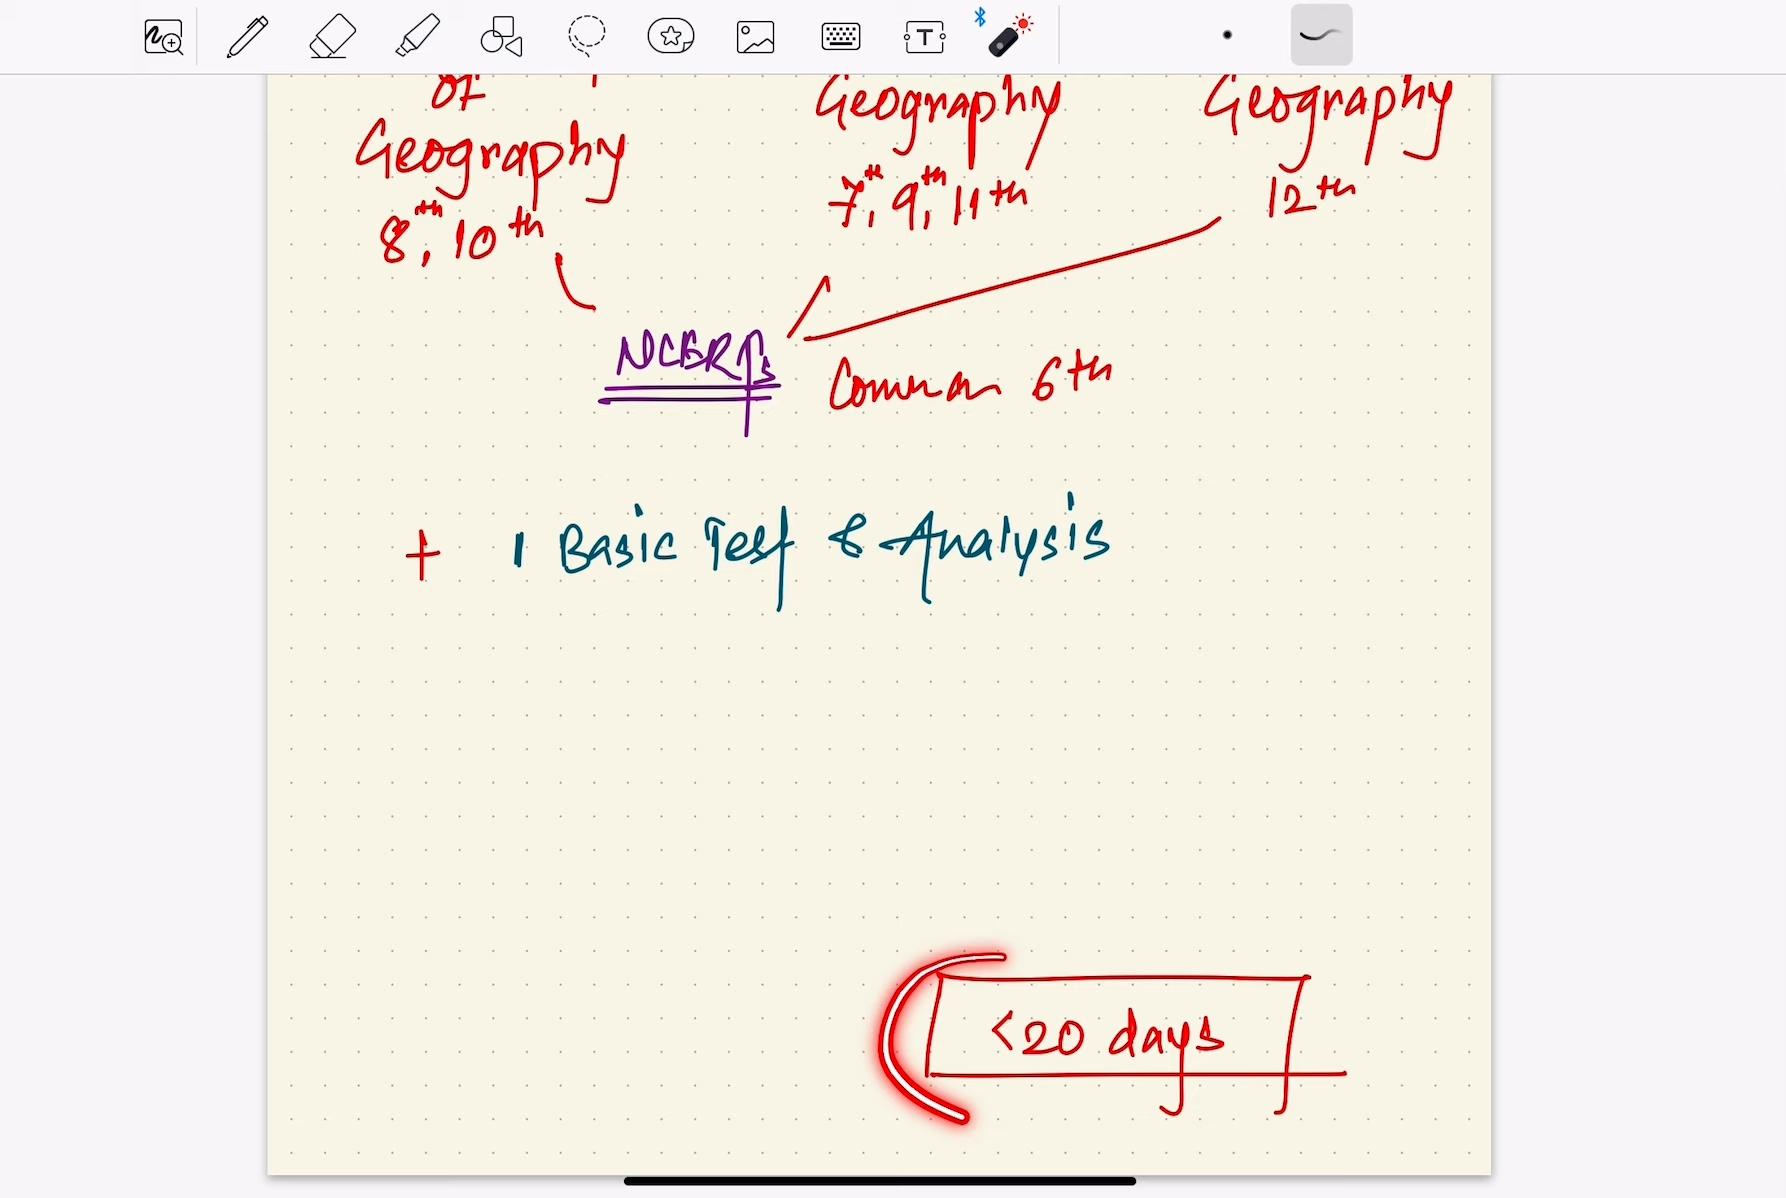 of
Geography
8th, 10th
Geography
7th, 9th, 11th
Geography
12th
NCERTs
Common 6th
+ 1 Basic Test & Analysis
<20 days